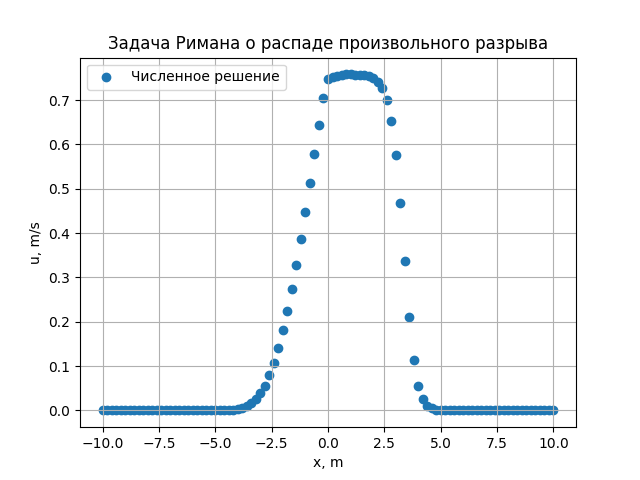 Задача Римана о распаде произвольного разрыва
Численное решение
u, m/s
0.7
0.6
0.5
0.4
0.3
0.2
0.1
0.0
−10.0 −7.5 −5.0 −2.5 0.0 2.5 5.0 7.5 10.0
x, m